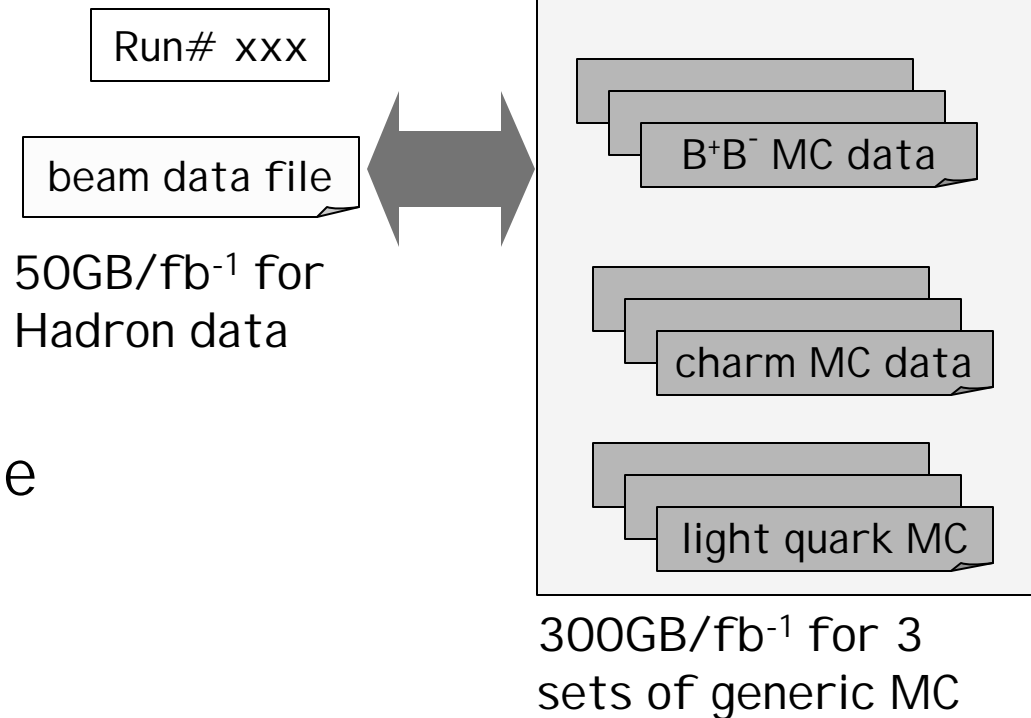 Run# xxx
beam data file
50GB/fb⁻¹ for
Hadron data
e
B⁺B⁻ MC data
charm MC data
light quark MC
300GB/fb⁻¹ for 3
sets of generic MC